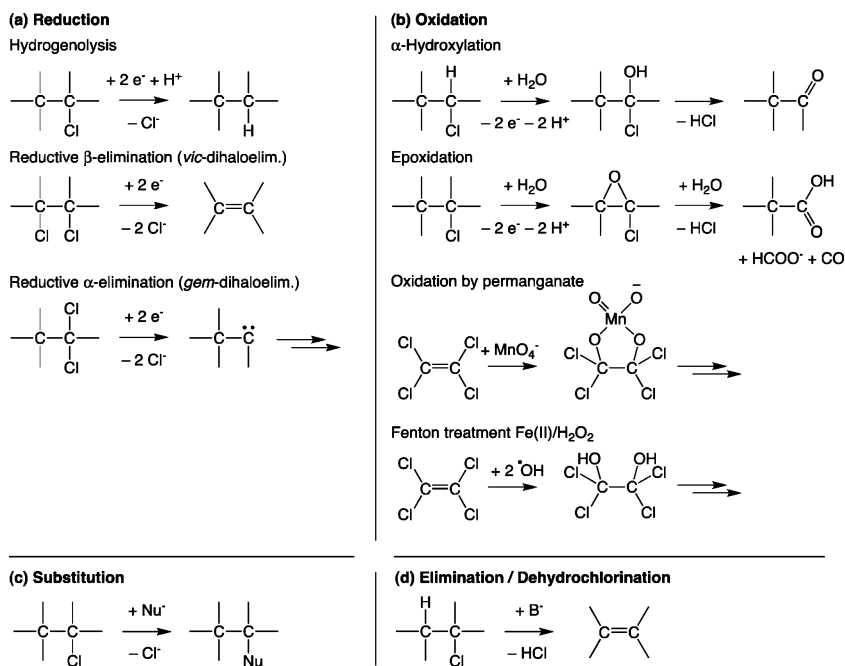 (a) Reduction
Hydrogenolysis
C C
Cl
+ 2 e- + H+
– Cl-
C C
H
Reductive β-elimination (vic-dihaloelim.)
C C
Cl Cl
+ 2 e-
– 2 Cl-
C=C
Reductive α-elimination (gem-dihaloelim.)
Cl
C C
Cl
+ 2 e-
– 2 Cl-
C C
(b) Oxidation
α-Hydroxylation
H
C C
Cl
+ H2O
– 2 e- – 2 H+
OH
C C
Cl
– HCl
O
C C
Epoxidation
C C
Cl
+ H2O
– 2 e- – 2 H+
O
C C
Cl
+ H2O
– HCl
OH
C C
O
+ HCOO- + CO
Oxidation by permanganate
Cl Cl
C=C
Cl Cl
+ MnO4-
O O–
Mn
O O
Cl C C Cl
Cl Cl
Fenton treatment Fe(II)/H2O2
Cl Cl
C=C
Cl Cl
+ 2 •OH
HO OH
Cl C C Cl
Cl Cl
(c) Substitution
C C
Cl
+ Nu-
– Cl-
C C
Nu
(d) Elimination / Dehydrochlorination
H
C C
Cl
+ B-
– HCl
C=C